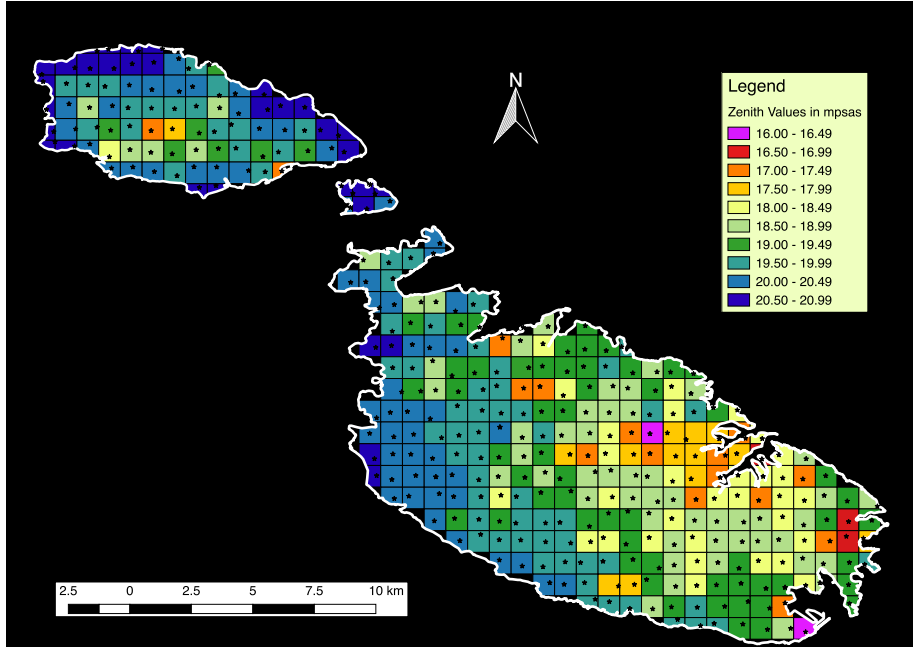 N
Legend
Zenith Values in mpsas
16.00 - 16.49
16.50 - 16.99
17.00 - 17.49
17.50 - 17.99
18.00 - 18.49
18.50 - 18.99
19.00 - 19.49
19.50 - 19.99
20.00 - 20.49
20.50 - 20.99
2.5 0 2.5 5 7.5 10 km